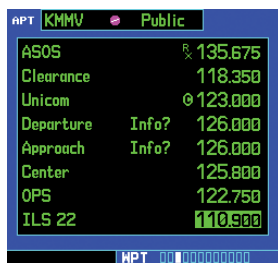 APT KMMV Public
ASOS Rx 135.675
Clearance 118.350
Unicom © 123.000
Departure Info? 126.000
Approach Info? 126.000
Center 125.800
OPS 122.750
ILS 22 110.900
WPT